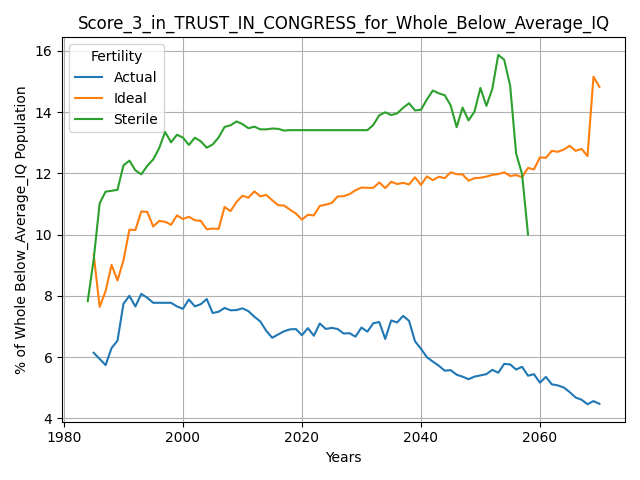 Score_3_in_TRUST_IN_CONGRESS_for_Whole_Below_Average_IQ
Fertility
Actual
Ideal
Sterile
% of Whole Below_Average_IQ Population
16
14
12
10
8
6
4
1980
2000
2020
2040
2060
Years